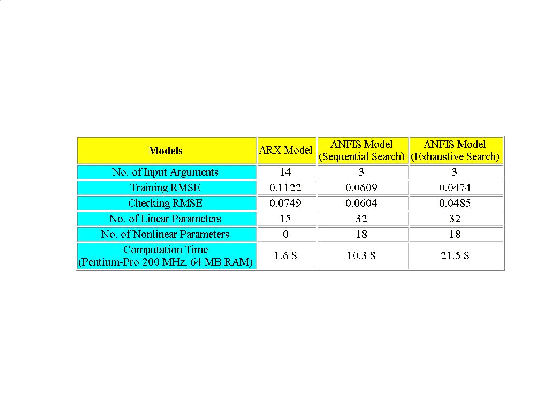 Models ARX Model ANFIS Model (Sequential Search) ANFIS Model (Exhaustive Search)
No. of Input Arguments 14 3 3
Training RMSE 0.1122 0.0609 0.0474
Checking RMSE 0.0749 0.0604 0.0485
No. of Linear Parameters 15 32 32
No. of Nonlinear Parameters 0 18 18
Computation Time (Pentium-Pro 200 MHz, 64 MB RAM) 1.6 S 10.3 S 21.5 S